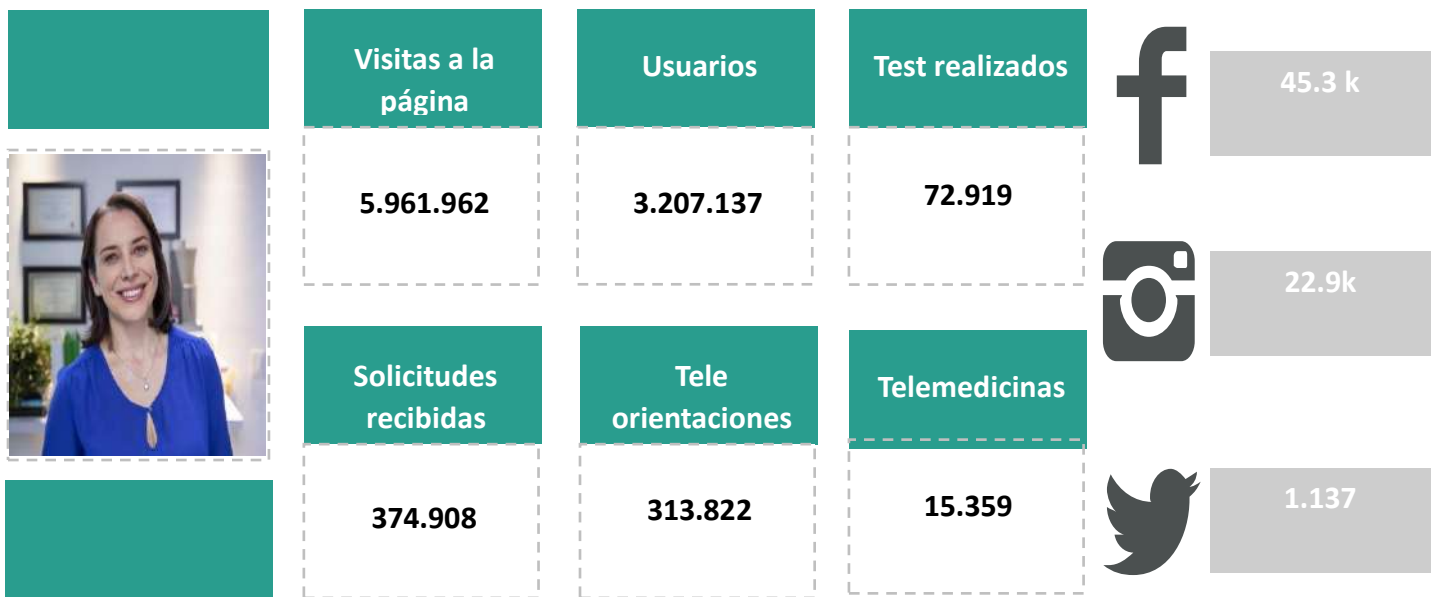 Visitas a la
página
Usuarios
Test realizados
5.961.962
3.207.137
72.919
Solicitudes
recibidas
Tele
orientaciones
Telemedicinas
374.908
313.822
15.359
45.3 k
22.9k
1.137